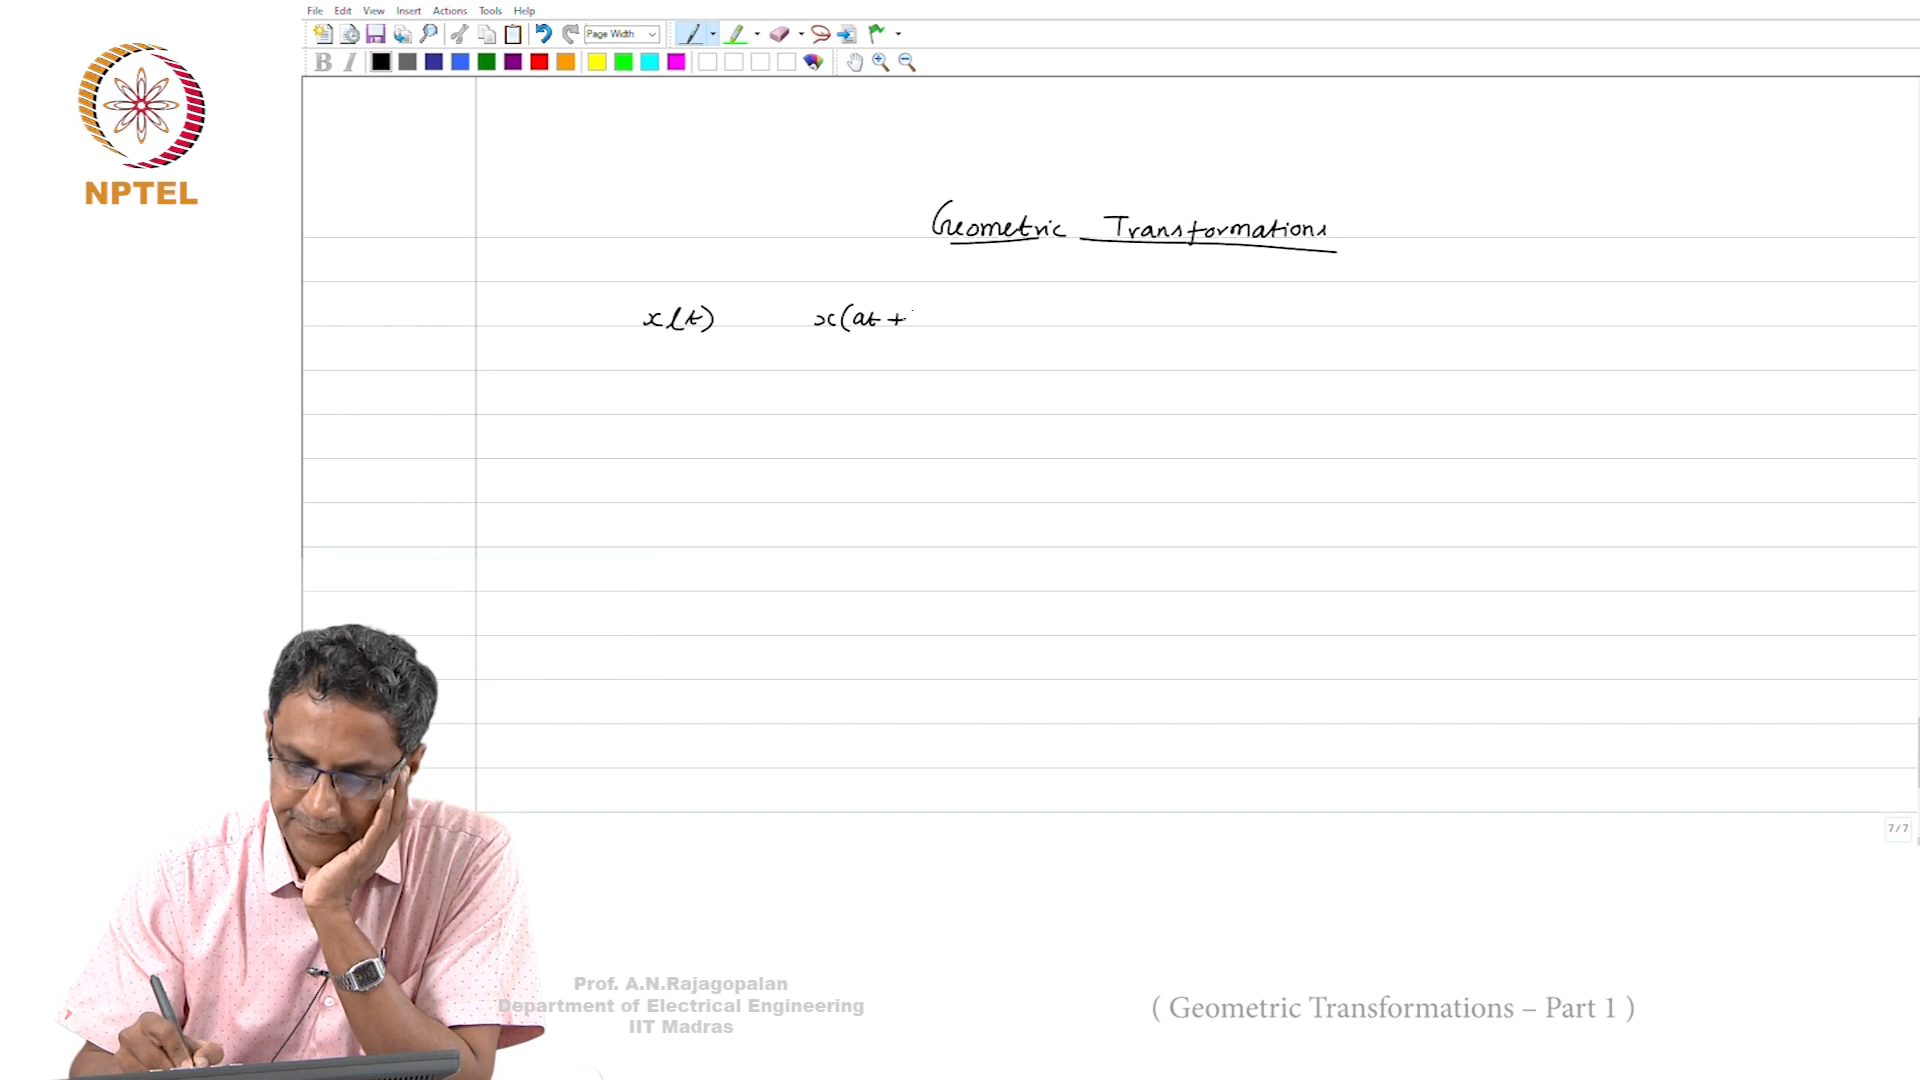 File Edit View Insert Actions Tools Help
Page Width
B I
NPTEL
Geometric Transformations
x(t) x(at +
7/7
Prof. A.N.Rajagopalan
Department of Electrical Engineering
IIT Madras
( Geometric Transformations – Part 1 )